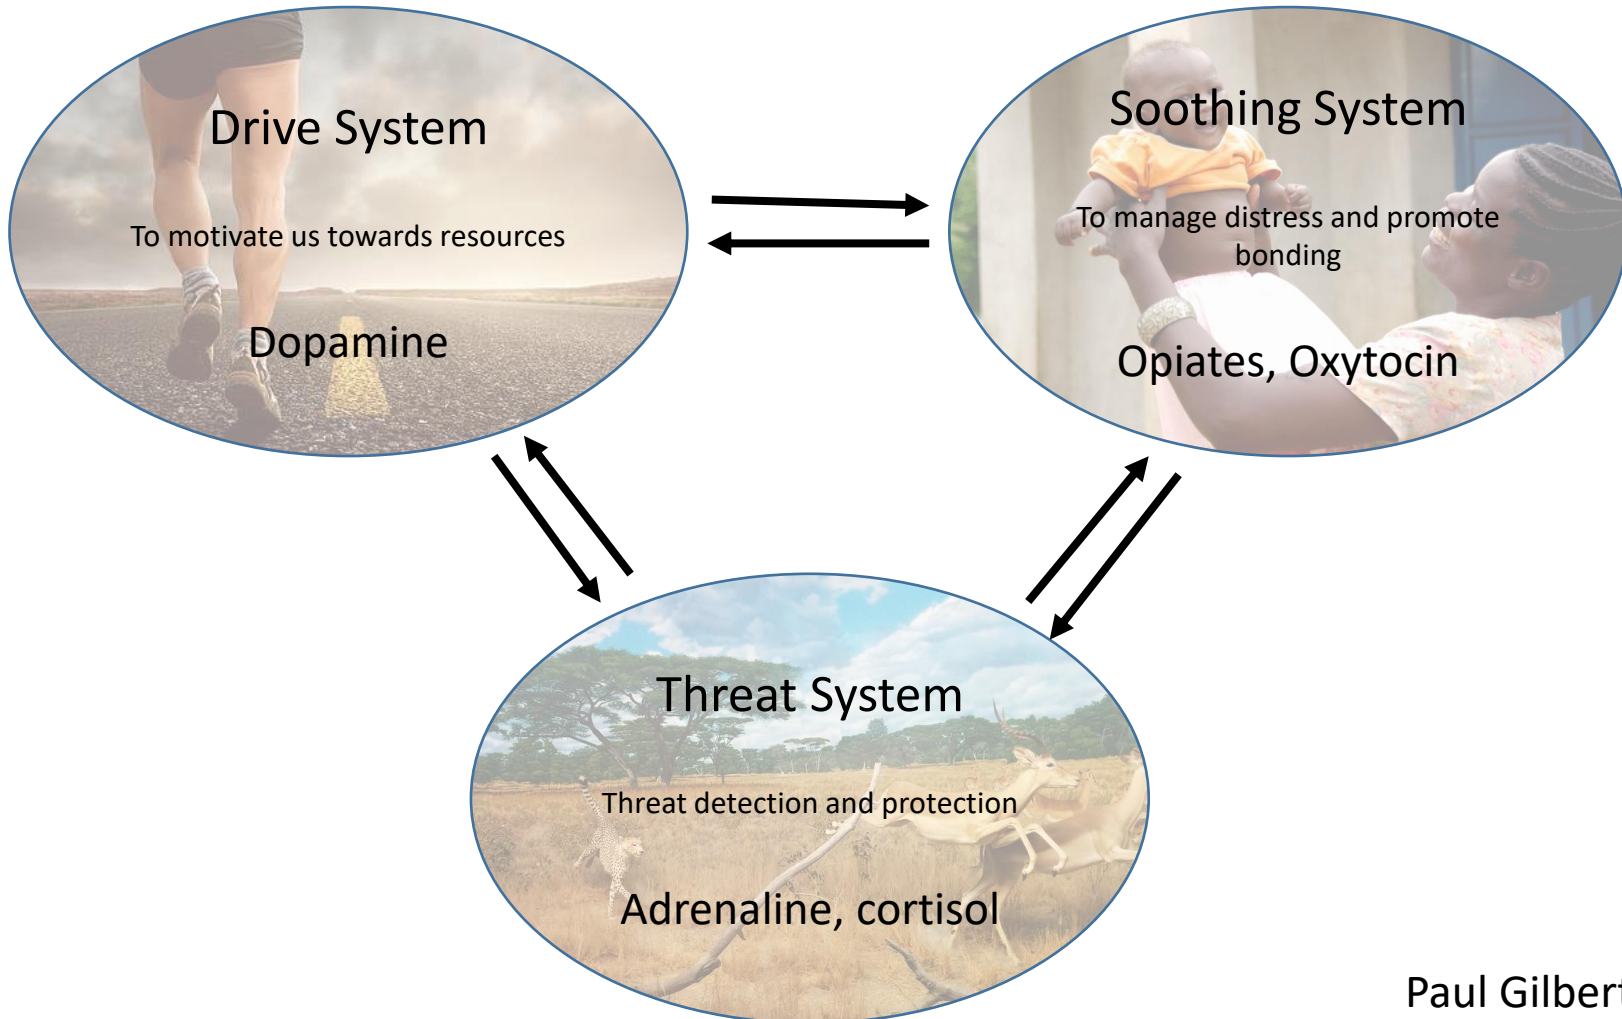 Drive System
To motivate us towards resources
Dopamine
Soothing System
To manage distress and promote
bonding
Opiates, Oxytocin
Threat System
Threat detection and protection
Adrenaline, cortisol
Paul Gilbert